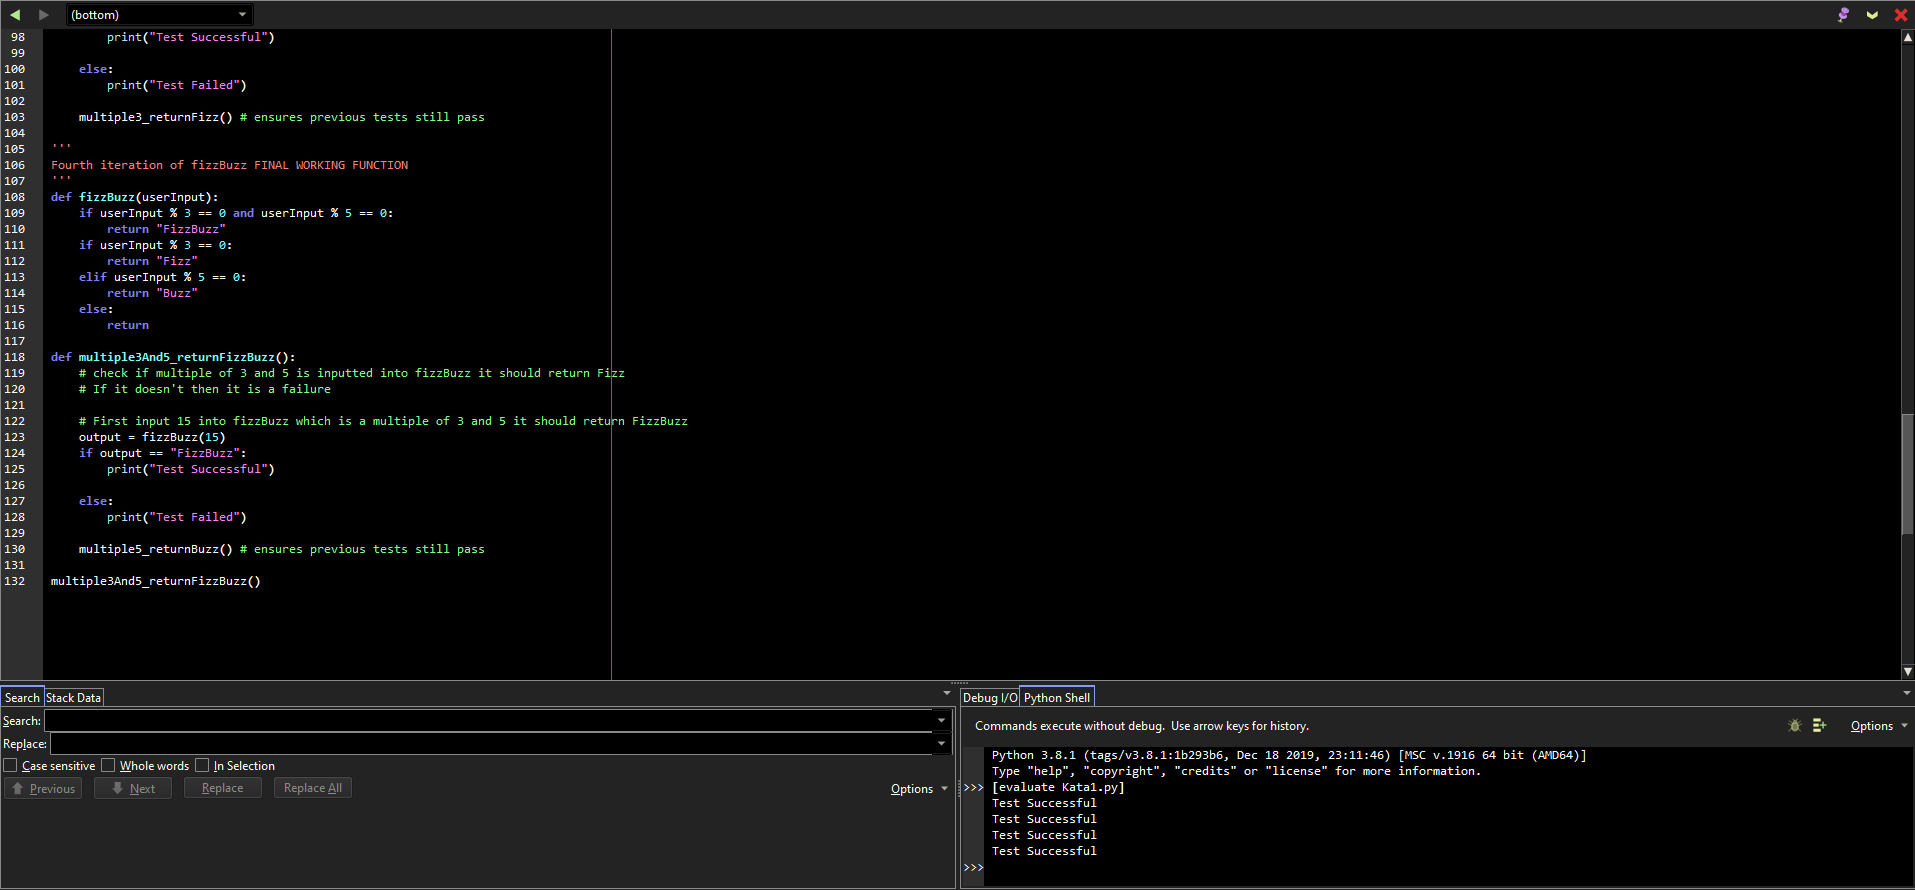 (bottom)
98 print("Test Successful")
99
100 else:
101 print("Test Failed")
102
103 multiple3_returnFizz() # ensures previous tests still pass
104
105 '''
106 Fourth iteration of fizzBuzz FINAL WORKING FUNCTION
107 '''
108 def fizzBuzz(userInput):
109 if userInput % 3 == 0 and userInput % 5 == 0:
110 return "FizzBuzz"
111 if userInput % 3 == 0:
112 return "Fizz"
113 elif userInput % 5 == 0:
114 return "Buzz"
115 else:
116 return
117
118 def multiple3And5_returnFizzBuzz():
119 # check if multiple of 3 and 5 is inputted into fizzBuzz it should return Fizz
120 # If it doesn't then it is a failure
121
122 # First input 15 into fizzBuzz which is a multiple of 3 and 5 it should return FizzBuzz
123 output = fizzBuzz(15)
124 if output == "FizzBuzz":
125 print("Test Successful")
126
127 else:
128 print("Test Failed")
129
130 multiple5_returnBuzz() # ensures previous tests still pass
131
132 multiple3And5_returnFizzBuzz()
Search Stack Data
Search:
Replace:
Case sensitive Whole words In Selection
Previous Next Replace Replace All Options
Debug I/O Python Shell
Commands execute without debug. Use arrow keys for history. Options
Python 3.8.1 (tags/v3.8.1:1b293b6, Dec 18 2019, 23:11:46) [MSC v.1916 64 bit (AMD64)]
Type "help", "copyright", "credits" or "license" for more information.
>>> [evaluate Kata1.py]
Test Successful
Test Successful
Test Successful
Test Successful
>>>